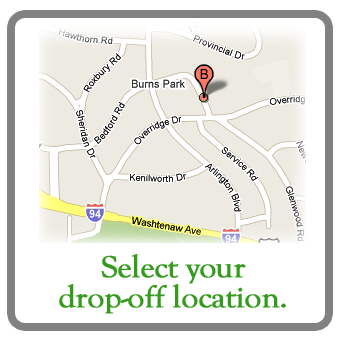 Hawthorn Rd
Provincial Dr
Roxbury Rd
Burns Park
B
Bedford Rd
Sheridan Dr
Overridge Dr
Overridg
Service Rd
Kenilworth Dr
Arlington Blvd
Glenwood Rd
94
Washtenaw Ave
94
Select your
drop-off location.